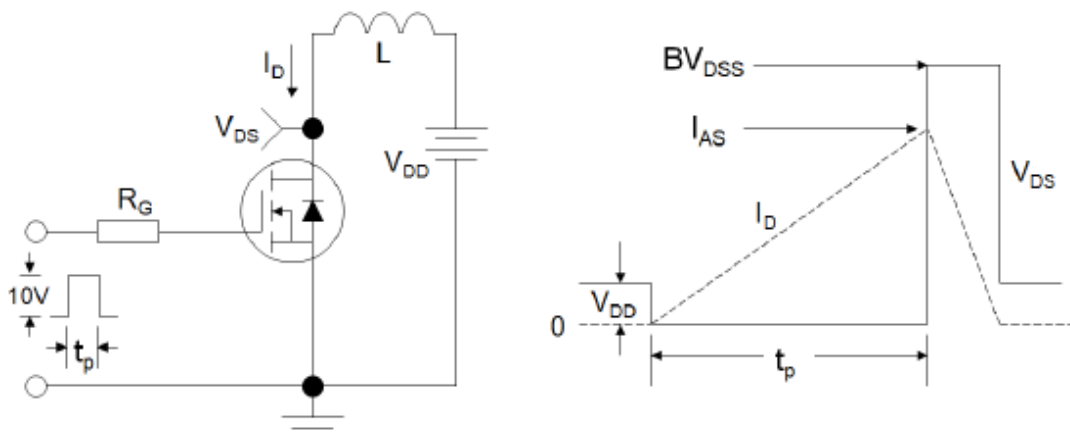 L
I_D
V_DS
V_DD
R_G
10V
t_p
BV_DSS
I_AS
V_DS
I_D
V_DD
0
t_p